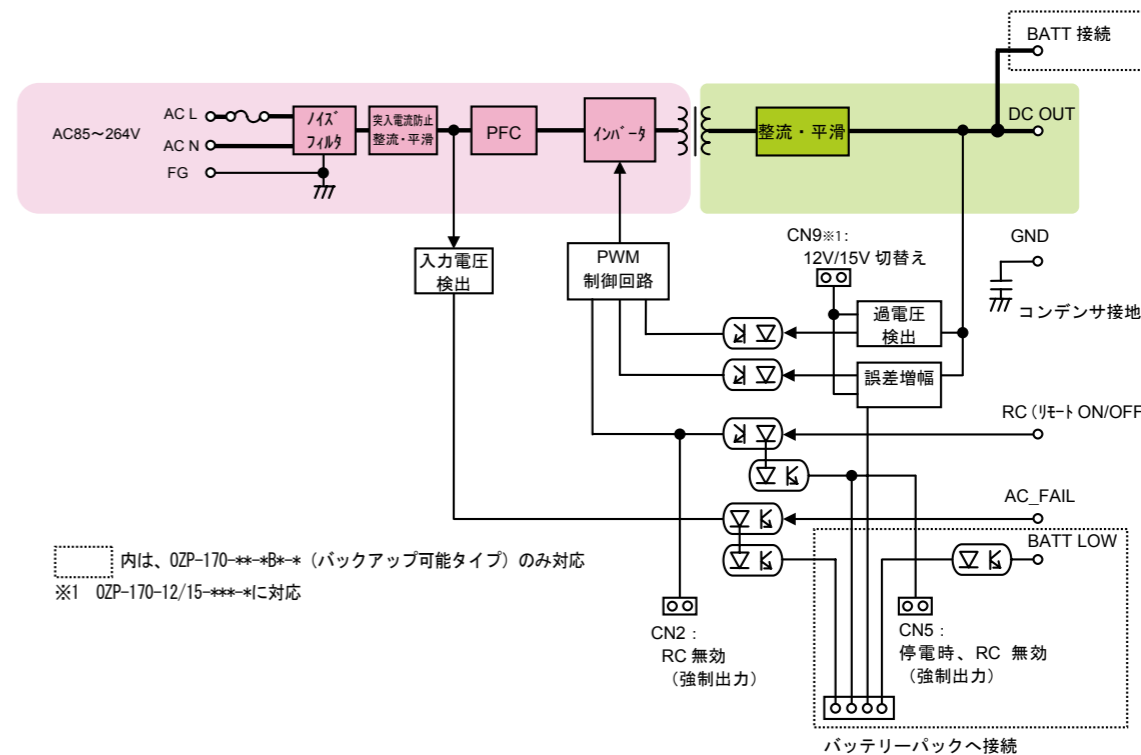 BATT 接続
AC85～264V
AC L
AC N
FG
ノイズ
フィルタ
突入電流防止
整流・平滑
PFC
インバータ
整流・平滑
DC OUT
入力電圧
検出
PWM
制御回路
CN9※1:
12V/15V 切替え
GND
コンデンサ接地
過電圧
検出
誤差増幅
RC (リモート ON/OFF
AC_FAIL
BATT LOW
内は、OZP-170-**-*B*-*（バックアップ可能タイプ）のみ対応
※1 OZP-170-12/15-***-*に対応
CN2：
RC 無効
（強制出力）
CN5：
停電時、RC 無効
（強制出力）
バッテリーパックへ接続